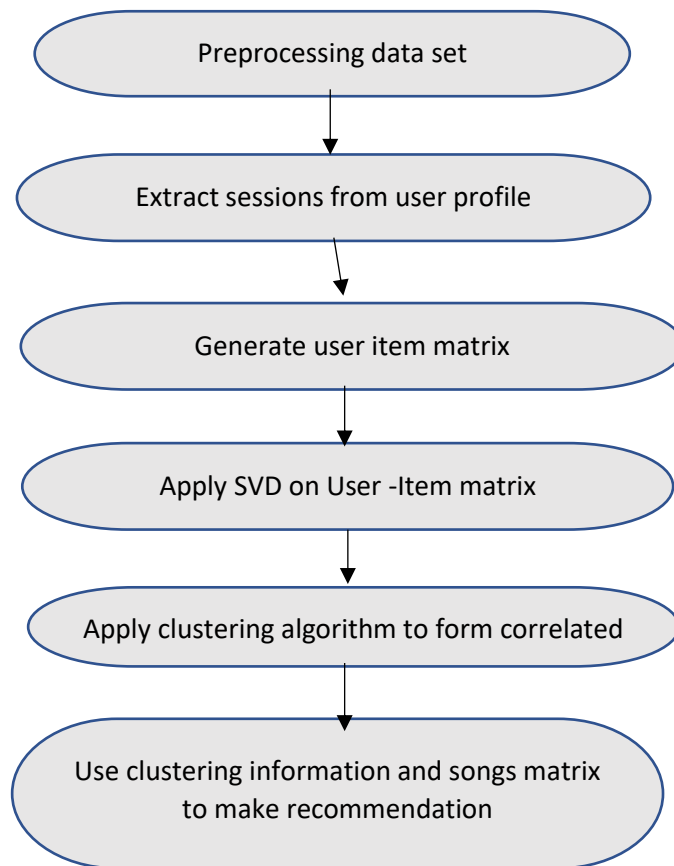 Preprocessing data set
Extract sessions from user profile
Generate user item matrix
Apply SVD on User -Item matrix
Apply clustering algorithm to form correlated
Use clustering information and songs matrix
to make recommendation